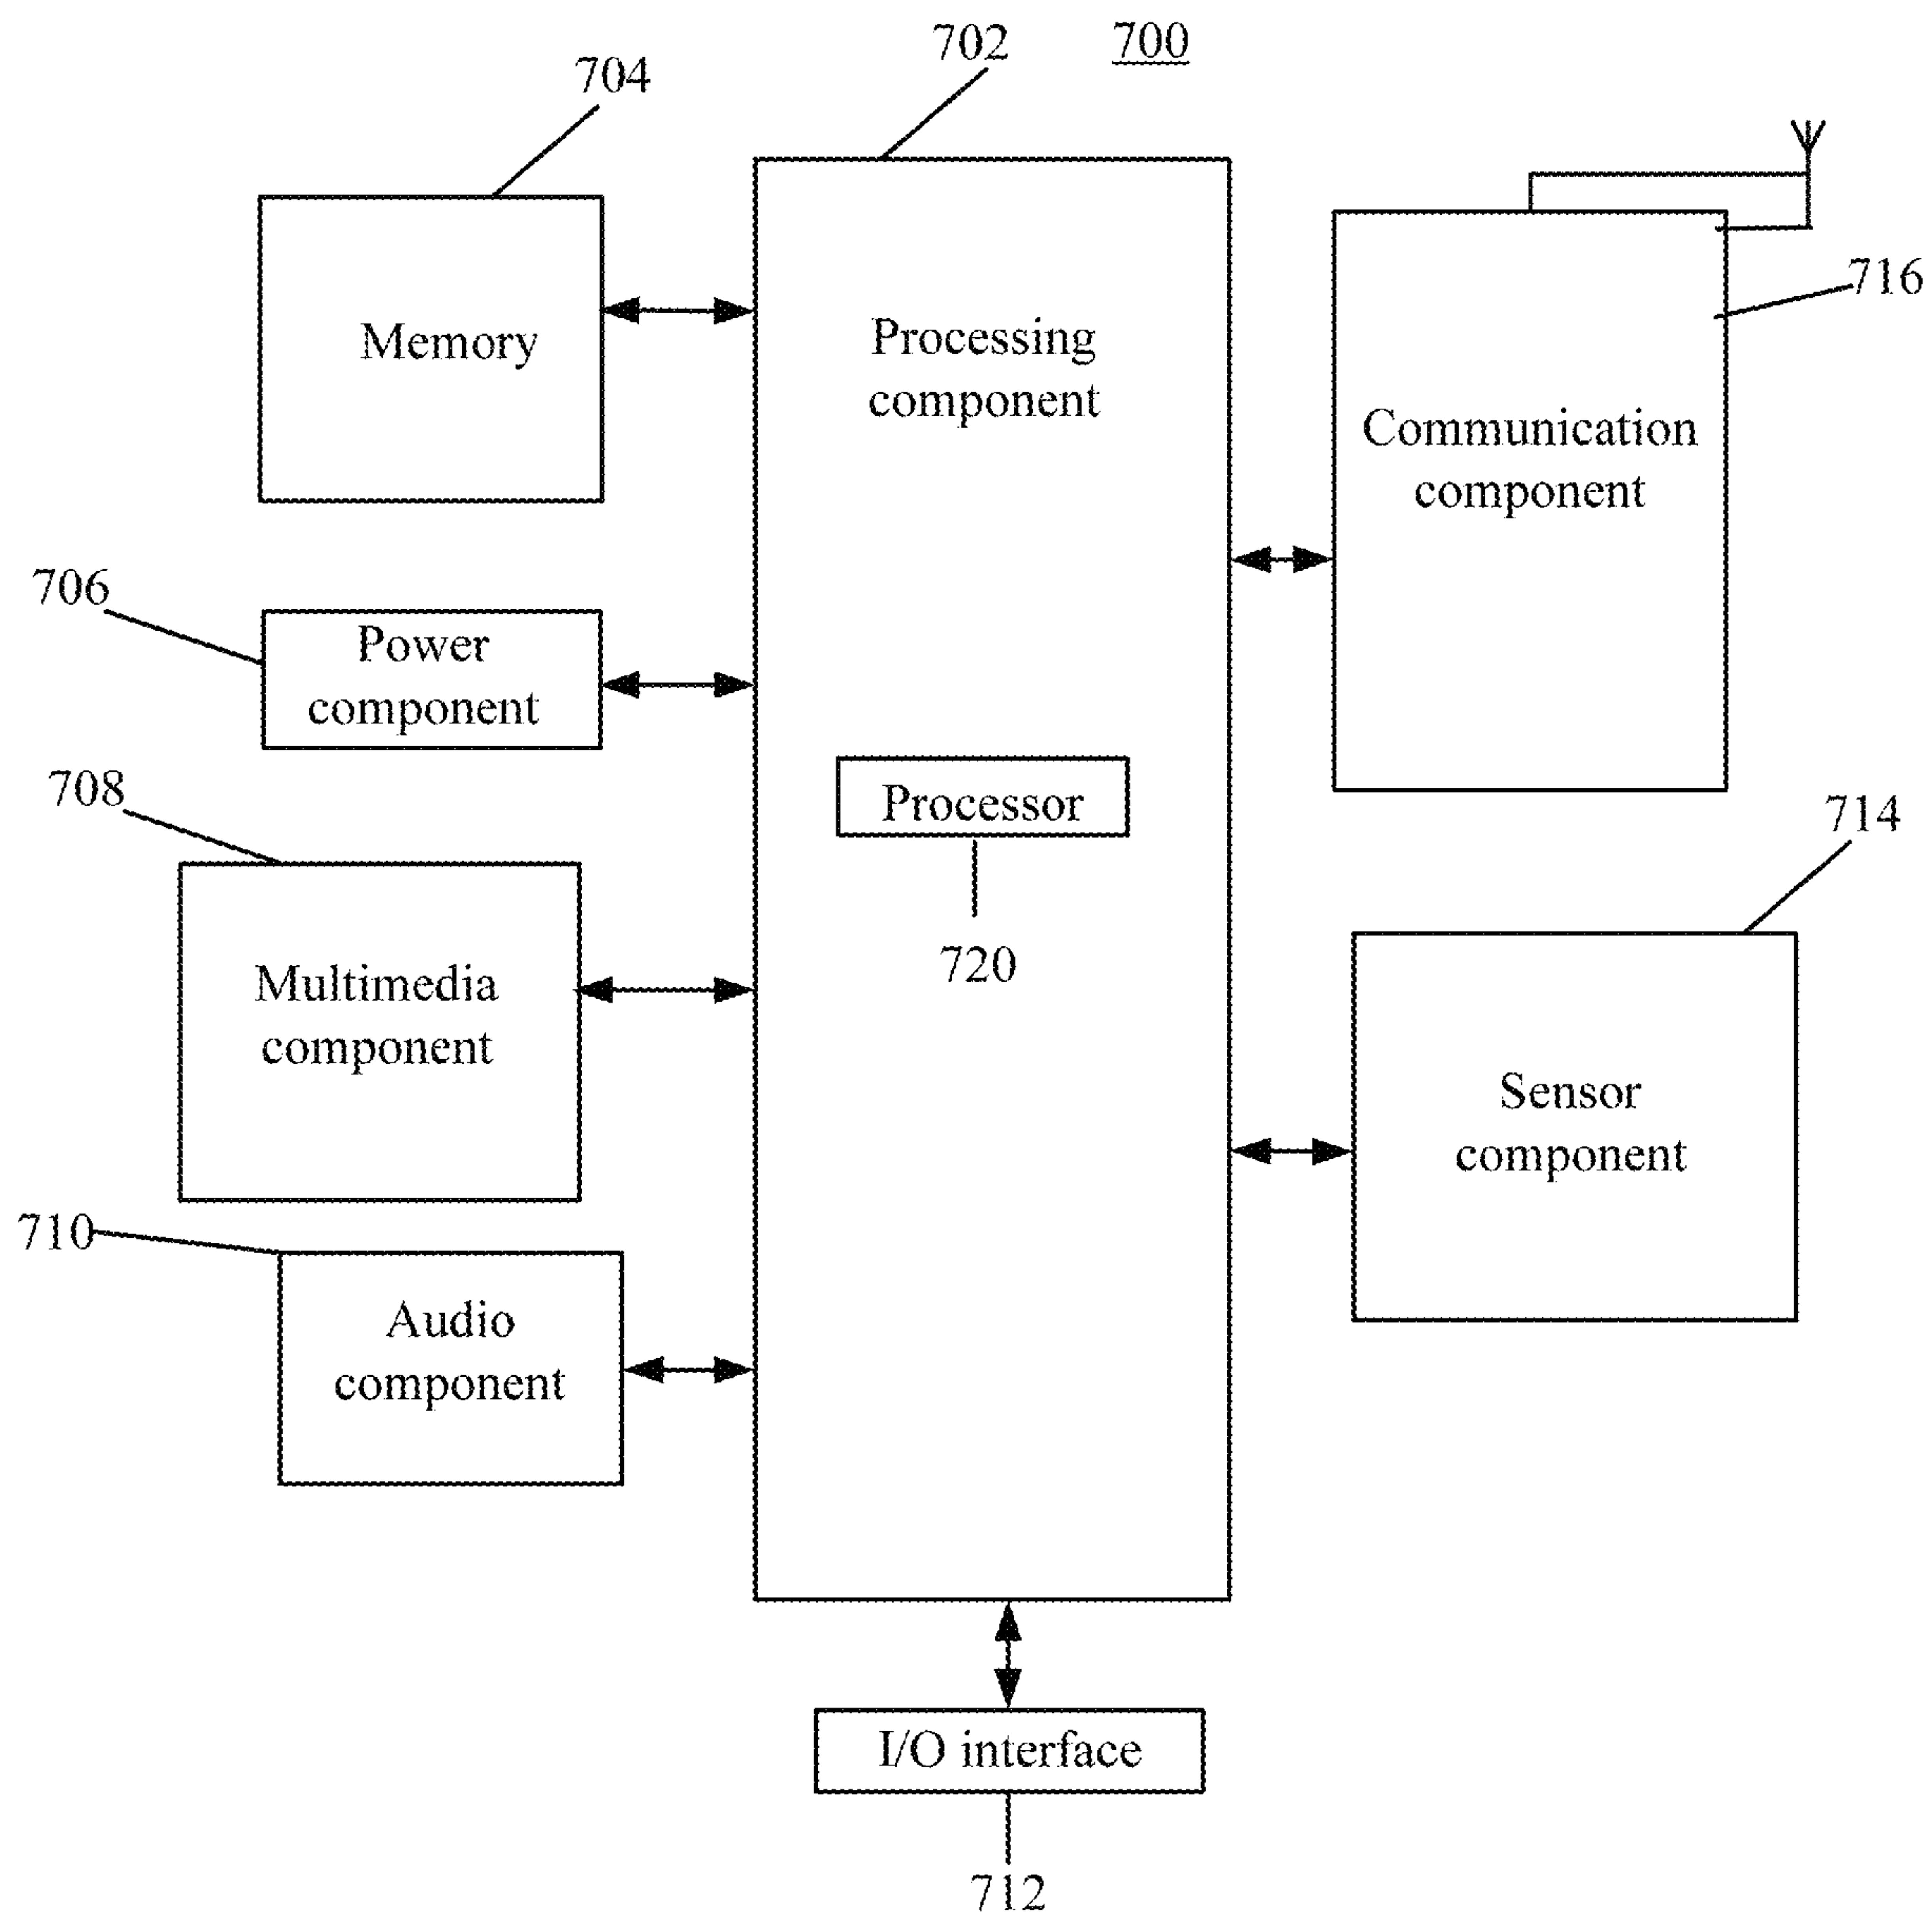 702
700
704
Memory
Processing
component
716
Communication
component
706
Power
component
708
Processor
714
720
Multimedia
component
Sensor
component
710
Audio
component
I/O interface
712